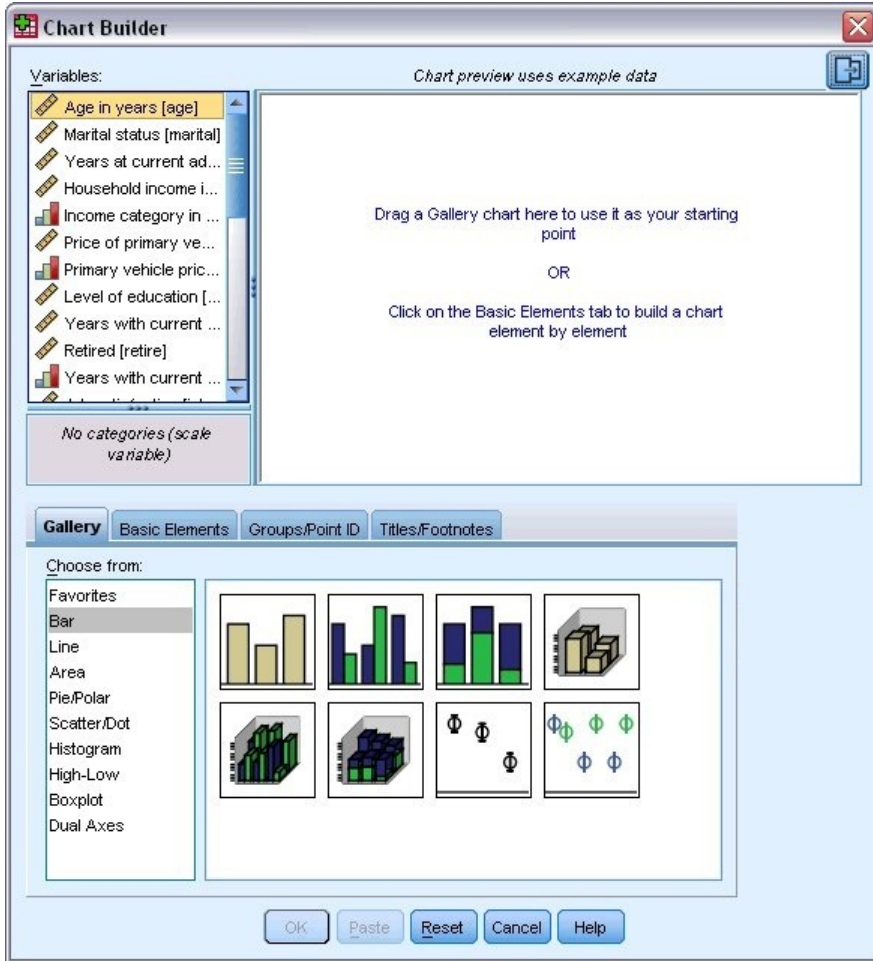 Chart Builder
Variables:
Chart preview uses example data
Age in years [age]
Marital status [marital]
Years at current ad...
Household income i...
Income category in ...
Price of primary ve...
Primary vehicle pric...
Level of education [...
Years with current ...
Retired [retire]
Years with current ...
No categories (scale
variable)
Drag a Gallery chart here to use it as your starting
point
OR
Click on the Basic Elements tab to build a chart
element by element
Gallery
Basic Elements
Groups/Point ID
Titles/Footnotes
Choose from:
Favorites
Bar
Line
Area
Pie/Polar
Scatter/Dot
Histogram
High-Low
Boxplot
Dual Axes
OK
Paste
Reset
Cancel
Help